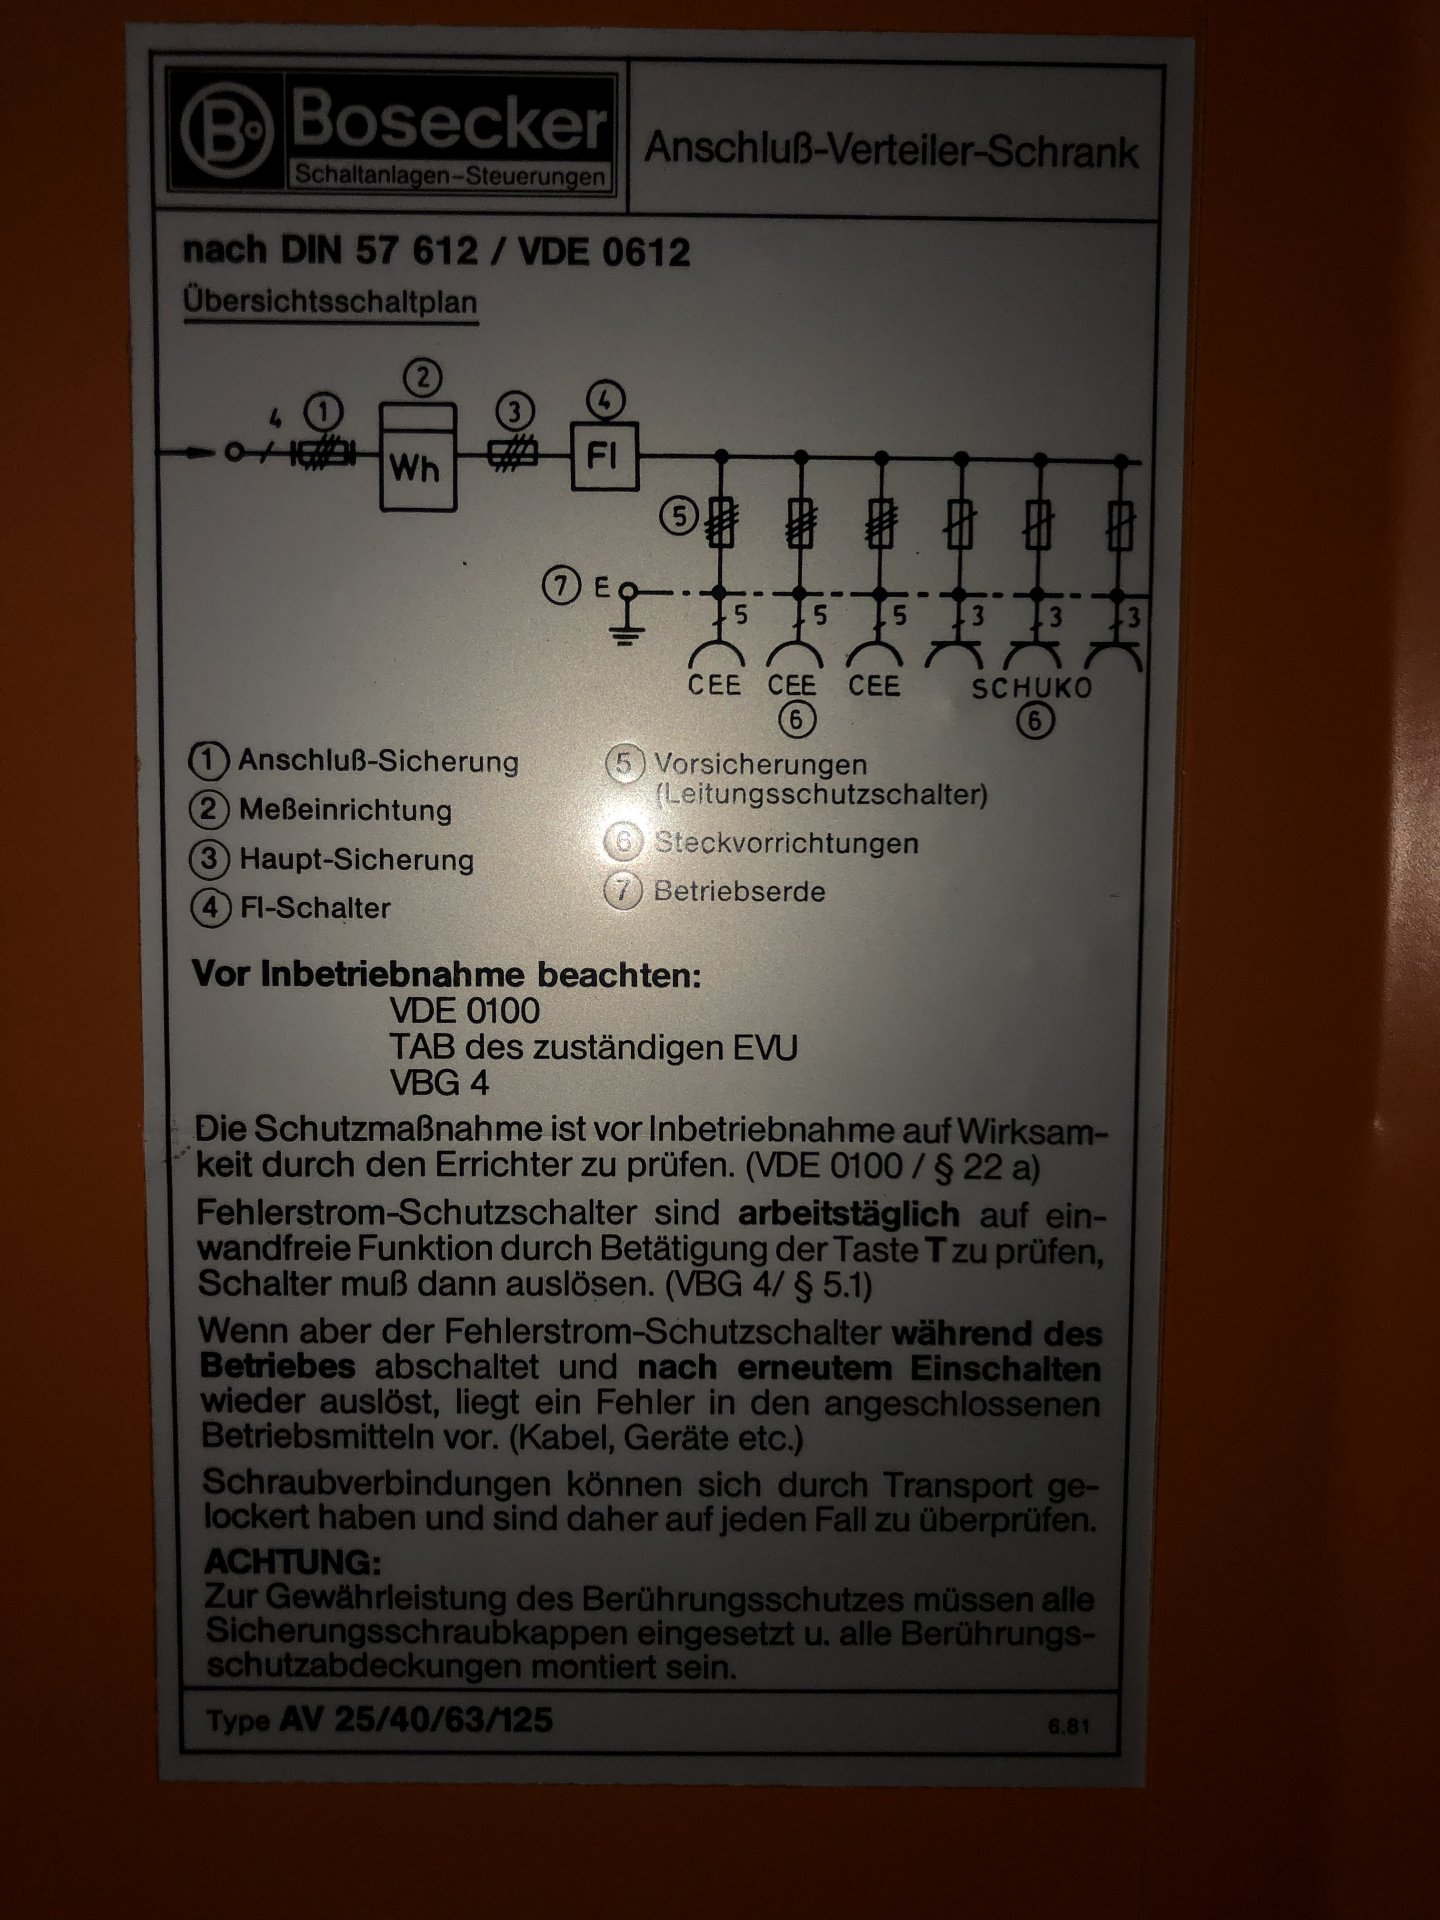 Bo Bosecker
Schaltanlagen-Steuerungen
Anschluß-Verteiler-Schrank
nach DIN 57 612 / VDE 0612
Übersichtsschaltplan
4 1 2 3 4
Wh FI
5
7 E
5 5 5 3 3 3
CEE CEE CEE SCHUKO
6 6
1 Anschluß-Sicherung
2 Meßeinrichtung
3 Haupt-Sicherung
4 FI-Schalter
5 Vorsicherungen
(Leitungsschutzschalter)
6 Steckvorrichtungen
7 Betriebserde
Vor Inbetriebnahme beachten:
VDE 0100
TAB des zuständigen EVU
VBG 4
Die Schutzmaßnahme ist vor Inbetriebnahme auf Wirksam-
keit durch den Errichter zu prüfen. (VDE 0100 / § 22 a)
Fehlerstrom-Schutzschalter sind arbeitstäglich auf ein-
wandfreie Funktion durch Betätigung der Taste T zu prüfen,
Schalter muß dann auslösen. (VBG 4/ § 5.1)
Wenn aber der Fehlerstrom-Schutzschalter während des
Betriebes abschaltet und nach erneutem Einschalten
wieder auslöst, liegt ein Fehler in den angeschlossenen
Betriebsmitteln vor. (Kabel, Geräte etc.)
Schraubverbindungen können sich durch Transport ge-
lockert haben und sind daher auf jeden Fall zu überprüfen.
ACHTUNG:
Zur Gewährleistung des Berührungsschutzes müssen alle
Sicherungsschraubkappen eingesetzt u. alle Berührungs-
schutzabdeckungen montiert sein.
Type AV 25/40/63/125
6.81